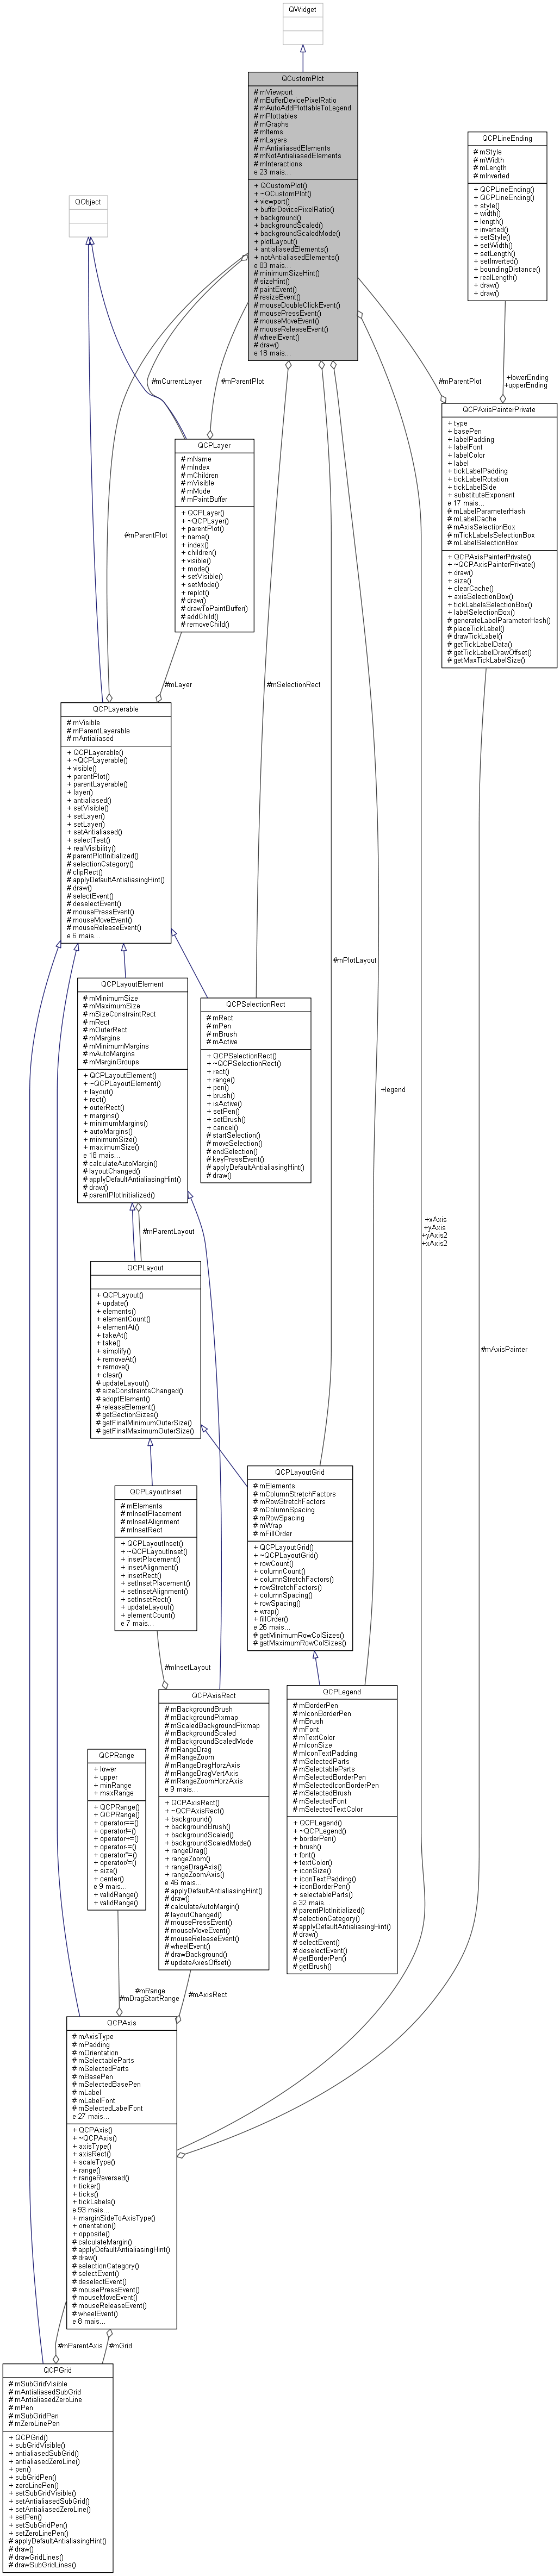 QWidget
QCustomPlot
# mViewport
# mBufferDevicePixelRatio
# mAutoAddPlottableToLegend
# mPlottables
# mGraphs
# mItems
# mLayers
# mAntialiasedElements
# mNotAntialiasedElements
# mInteractions
e 23 mais...
+ QCustomPlot()
+ ~QCustomPlot()
+ viewport()
+ bufferDevicePixelRatio()
+ background()
+ backgroundScaled()
+ backgroundScaledMode()
+ plotLayout()
+ antialiasedElements()
+ notAntialiasedElements()
e 83 mais...
# minimumSizeHint()
# sizeHint()
# paintEvent()
# resizeEvent()
# mouseDoubleClickEvent()
# mousePressEvent()
# mouseMoveEvent()
# mouseReleaseEvent()
# wheelEvent()
# draw()
e 18 mais...
QCPLineEnding
# mStyle
# mWidth
# mLength
# mInverted
+ QCPLineEnding()
+ QCPLineEnding()
+ style()
+ width()
+ length()
+ inverted()
+ setStyle()
+ setWidth()
+ setLength()
+ setInverted()
+ boundingDistance()
+ realLength()
+ draw()
+ draw()
QObject
#mCurrentLayer
#mParentPlot
#mParentPlot
+lowerEnding
+upperEnding
QCPAxisPainterPrivate
+ type
+ basePen
+ labelPadding
+ labelFont
+ labelColor
+ label
+ tickLabelPadding
+ tickLabelRotation
+ tickLabelSide
+ substituteExponent
e 17 mais...
# mLabelParameterHash
# mLabelCache
# mAxisSelectionBox
# mTickLabelsSelectionBox
# mLabelSelectionBox
+ QCPAxisPainterPrivate()
+ ~QCPAxisPainterPrivate()
+ draw()
+ size()
+ clearCache()
+ axisSelectionBox()
+ tickLabelsSelectionBox()
+ labelSelectionBox()
# generateLabelParameterHash()
# placeTickLabel()
# drawTickLabel()
# getTickLabelData()
# getTickLabelDrawOffset()
# getMaxTickLabelSize()
QCPLayer
# mName
# mIndex
# mChildren
# mVisible
# mMode
# mPaintBuffer
+ QCPLayer()
+ ~QCPLayer()
+ parentPlot()
+ name()
+ index()
+ children()
+ visible()
+ mode()
+ setVisible()
+ setMode()
+ replot()
# draw()
# drawToPaintBuffer()
# addChild()
# removeChild()
#mParentPlot
#mLayer
#mSelectionRect
QCPLayerable
# mVisible
# mParentLayerable
# mAntialiased
+ QCPLayerable()
+ ~QCPLayerable()
+ visible()
+ parentPlot()
+ parentLayerable()
+ layer()
+ antialiased()
+ setVisible()
+ setLayer()
+ setLayer()
+ setAntialiased()
+ selectTest()
+ realVisibility()
# parentPlotInitialized()
# selectionCategory()
# clipRect()
# applyDefaultAntialiasingHint()
# draw()
# selectEvent()
# deselectEvent()
# mousePressEvent()
# mouseMoveEvent()
# mouseReleaseEvent()
e 6 mais...
#mPlotLayout
QCPLayoutElement
# mMinimumSize
# mMaximumSize
# mSizeConstraintRect
# mRect
# mOuterRect
# mMargins
# mMinimumMargins
# mAutoMargins
# mMarginGroups
+ QCPLayoutElement()
+ ~QCPLayoutElement()
+ layout()
+ rect()
+ outerRect()
+ margins()
+ minimumMargins()
+ autoMargins()
+ minimumSize()
+ maximumSize()
e 18 mais...
# calculateAutoMargin()
# layoutChanged()
# applyDefaultAntialiasingHint()
# draw()
# parentPlotInitialized()
QCPSelectionRect
# mRect
# mPen
# mBrush
# mActive
+ QCPSelectionRect()
+ ~QCPSelectionRect()
+ rect()
+ range()
+ pen()
+ brush()
+ isActive()
+ setPen()
+ setBrush()
+ cancel()
# startSelection()
# moveSelection()
# endSelection()
# keyPressEvent()
# applyDefaultAntialiasingHint()
# draw()
+legend
+xAxis
+yAxis
+yAxis2
+xAxis2
#mParentLayout
QCPLayout
+ QCPLayout()
+ update()
+ elements()
+ elementCount()
+ elementAt()
+ takeAt()
+ take()
+ simplify()
+ removeAt()
+ remove()
+ clear()
# updateLayout()
# sizeConstraintsChanged()
# adoptElement()
# releaseElement()
# getSectionSizes()
# getFinalMinimumOuterSize()
# getFinalMaximumOuterSize()
#mAxisPainter
QCPLayoutInset
# mElements
# mInsetPlacement
# mInsetAlignment
# mInsetRect
+ QCPLayoutInset()
+ ~QCPLayoutInset()
+ insetPlacement()
+ insetAlignment()
+ insetRect()
+ setInsetPlacement()
+ setInsetAlignment()
+ setInsetRect()
+ updateLayout()
+ elementCount()
e 7 mais...
QCPLayoutGrid
# mElements
# mColumnStretchFactors
# mRowStretchFactors
# mColumnSpacing
# mRowSpacing
# mWrap
# mFillOrder
+ QCPLayoutGrid()
+ ~QCPLayoutGrid()
+ rowCount()
+ columnCount()
+ columnStretchFactors()
+ rowStretchFactors()
+ columnSpacing()
+ rowSpacing()
+ wrap()
+ fillOrder()
e 26 mais...
# getMinimumRowColSizes()
# getMaximumRowColSizes()
#mInsetLayout
QCPAxisRect
# mBackgroundBrush
# mBackgroundPixmap
# mScaledBackgroundPixmap
# mBackgroundScaled
# mBackgroundScaledMode
# mRangeDrag
# mRangeZoom
# mRangeDragHorzAxis
# mRangeDragVertAxis
# mRangeZoomHorzAxis
e 9 mais...
+ QCPAxisRect()
+ ~QCPAxisRect()
+ background()
+ backgroundBrush()
+ backgroundScaled()
+ backgroundScaledMode()
+ rangeDrag()
+ rangeZoom()
+ rangeDragAxis()
+ rangeZoomAxis()
e 46 mais...
# applyDefaultAntialiasingHint()
# draw()
# calculateAutoMargin()
# layoutChanged()
# mousePressEvent()
# mouseMoveEvent()
# mouseReleaseEvent()
# wheelEvent()
# drawBackground()
# updateAxesOffset()
QCPLegend
# mBorderPen
# mIconBorderPen
# mBrush
# mFont
# mTextColor
# mIconSize
# mIconTextPadding
# mSelectedParts
# mSelectableParts
# mSelectedBorderPen
# mSelectedIconBorderPen
# mSelectedBrush
# mSelectedFont
# mSelectedTextColor
+ QCPLegend()
+ ~QCPLegend()
+ borderPen()
+ brush()
+ font()
+ textColor()
+ iconSize()
+ iconTextPadding()
+ iconBorderPen()
+ selectableParts()
e 32 mais...
# parentPlotInitialized()
# selectionCategory()
# applyDefaultAntialiasingHint()
# draw()
# selectEvent()
# deselectEvent()
# getBorderPen()
# getBrush()
QCPRange
+ lower
+ upper
+ minRange
+ maxRange
+ QCPRange()
+ QCPRange()
+ operator==()
+ operator!=()
+ operator+=()
+ operator-=()
+ operator*=()
+ operator/=()
+ size()
+ center()
e 9 mais...
+ validRange()
+ validRange()
#mRange
#mDragStartRange
#mAxisRect
QCPAxis
# mAxisType
# mPadding
# mOrientation
# mSelectableParts
# mSelectedParts
# mBasePen
# mSelectedBasePen
# mLabel
# mLabelFont
# mSelectedLabelFont
e 27 mais...
+ QCPAxis()
+ ~QCPAxis()
+ axisType()
+ axisRect()
+ scaleType()
+ range()
+ rangeReversed()
+ ticker()
+ ticks()
+ tickLabels()
e 93 mais...
+ marginSideToAxisType()
+ orientation()
+ opposite()
# calculateMargin()
# applyDefaultAntialiasingHint()
# draw()
# selectionCategory()
# selectEvent()
# deselectEvent()
# mousePressEvent()
# mouseMoveEvent()
# mouseReleaseEvent()
# wheelEvent()
e 8 mais...
#mParentAxis
#mGrid
QCPGrid
# mSubGridVisible
# mAntialiasedSubGrid
# mAntialiasedZeroLine
# mPen
# mSubGridPen
# mZeroLinePen
+ QCPGrid()
+ subGridVisible()
+ antialiasedSubGrid()
+ antialiasedZeroLine()
+ pen()
+ subGridPen()
+ zeroLinePen()
+ setSubGridVisible()
+ setAntialiasedSubGrid()
+ setAntialiasedZeroLine()
+ setPen()
+ setSubGridPen()
+ setZeroLinePen()
# applyDefaultAntialiasingHint()
# draw()
# drawGridLines()
# drawSubGridLines()